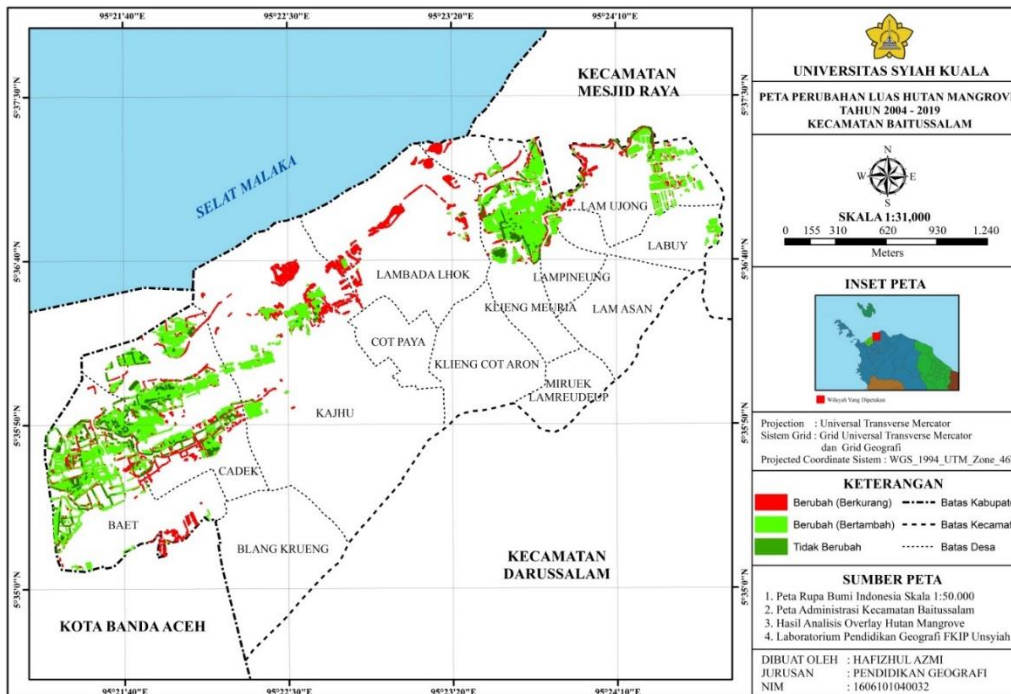 95°21'40"E 95°22'30"E 95°23'20"E 95°24'10"E
5°37'30"N
5°36'40"N
5°35'50"N
5°35'0"N
KECAMATAN
MESJID RAYA
SELAT MALAKA
LAM UJONG
LABUY
LAMBADA LHOK
LAMPINEUNG
KLIENG MEURIA
LAM ASAN
COT PAYA
KLIENG COT ARON
MIRUEK
LAMREUDEUP
KAJHU
CADEK
BAET
BLANG KRUENG
KECAMATAN
DARUSSALAM
KOTA BANDA ACEH
5°37'30"N
5°36'40"N
5°35'50"N
5°35'0"N
95°21'40"E 95°22'30"E 95°23'20"E 95°24'10"E
UNIVERSITAS SYIAH KUALA
PETA PERUBAHAN LUAS HUTAN MANGROVE
TAHUN 2004 - 2019
KECAMATAN BAITUSSALAM
N
W E
S
SKALA 1:31,000
0 155 310 620 930 1.240
Meters
INSET PETA
Wilayah Yang Dipetakan
Projection : Universal Transverse Mercator
Sistem Grid : Grid Universal Transverse Mercator
dan Grid Geografi
Projected Coordinate Sistem : WGS_1994_UTM_Zone_46
KETERANGAN
Berubah (Berkurang) Batas Kabupat
Berubah (Bertambah) Batas Kecamat
Tidak Berubah Batas Desa
SUMBER PETA
1. Peta Rupa Bumi Indonesia Skala 1:50.000
2. Peta Administrasi Kecamatan Baitussalam
3. Hasil Analisis Overlay Hutan Mangrove
4. Laboratorium Pendidikan Geografi FKIP Unsyiah
DIBUAT OLEH : HAFIZHUL AZMI
JURUSAN : PENDIDIKAN GEOGRAFI
NIM : 1606101040032